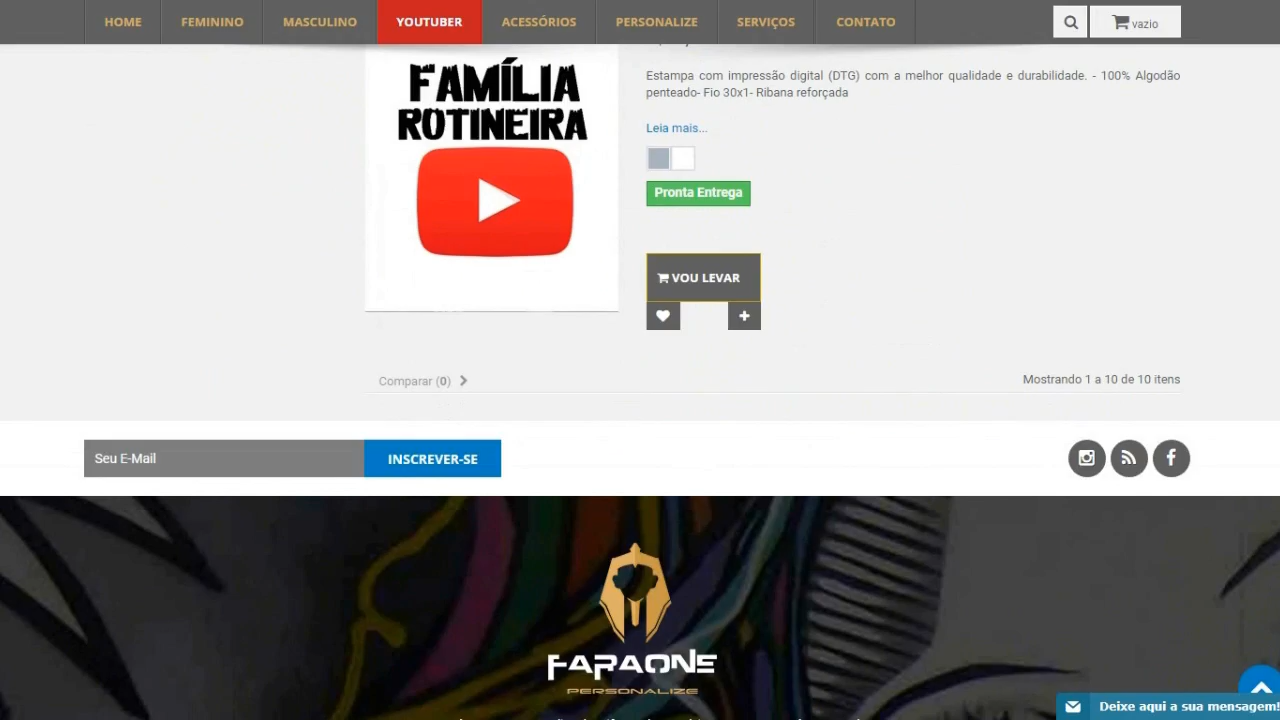 HOME FEMININO MASCULINO YOUTUBER ACESSÓRIOS PERSONALIZE SERVIÇOS CONTATO vazio
FAMÍLIA
ROTINEIRA
Estampa com impressão digital (DTG) com a melhor qualidade e durabilidade. - 100% Algodão
penteado- Fio 30x1- Ribana reforçada
Leia mais...
Pronta Entrega
VOU LEVAR
Comparar (0)
Mostrando 1 a 10 de 10 itens
Seu E-Mail
INSCREVER-SE
FARAONE
PERSONALIZE
Deixe aqui a sua mensagem!